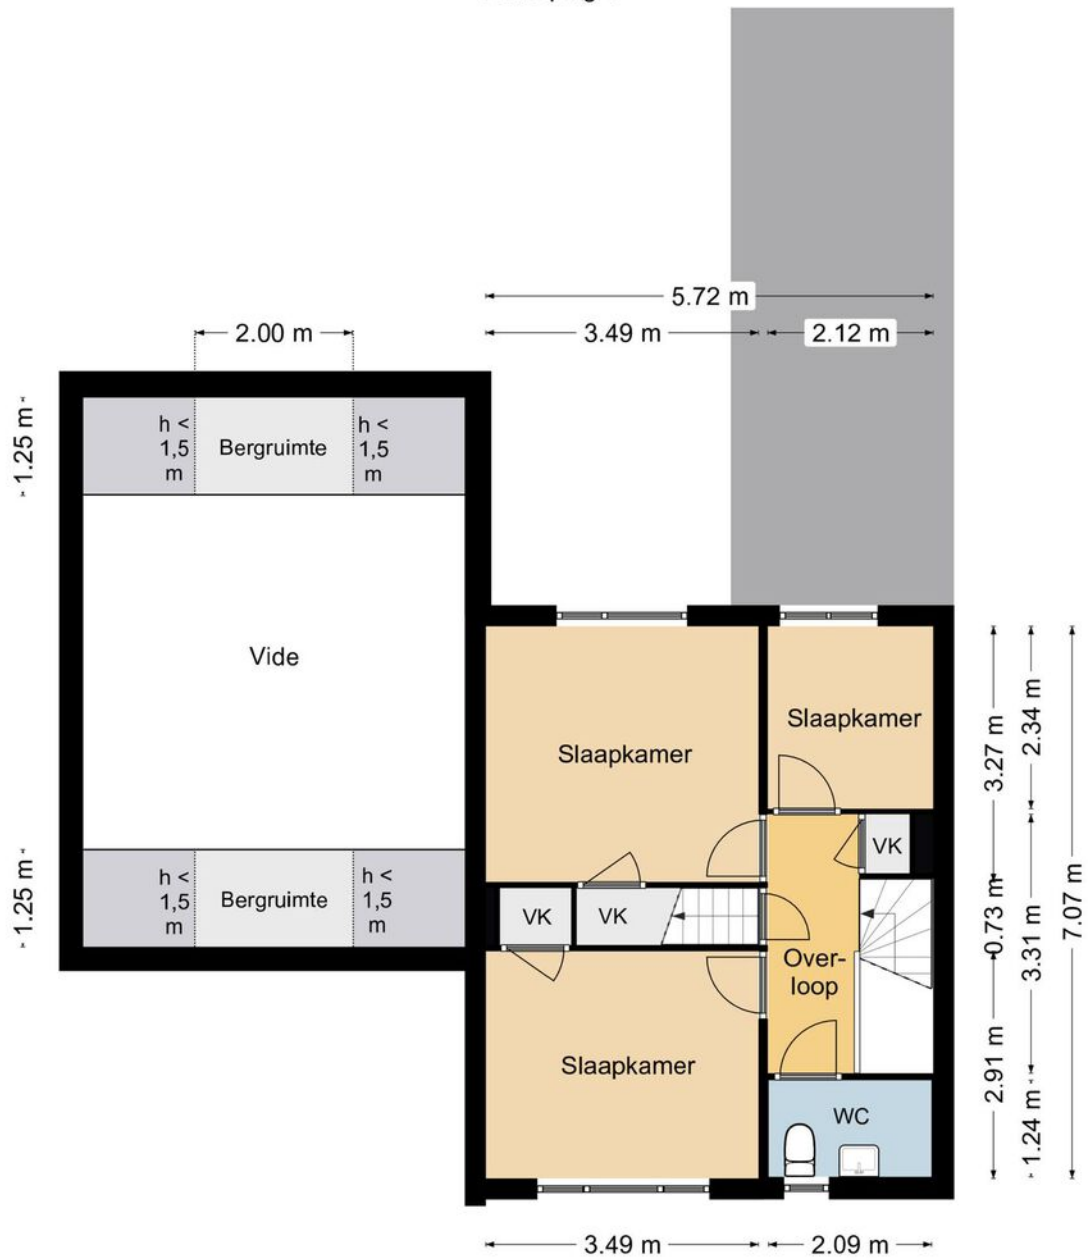 5.72 m
2.00 m
3.49 m
2.12 m
1.25 m
h <
1,5
m
Bergruimte
h <
1,5
m
Vide
Slaapkamer
Slaapkamer
3.27 m
2.34 m
7.07 m
VK
1.25 m
h <
1,5
m
Bergruimte
h <
1,5
m
VK
VK
0.73 m
3.31 m
Over-
loop
Slaapkamer
2.91 m
WC
1.24 m
3.49 m
2.09 m